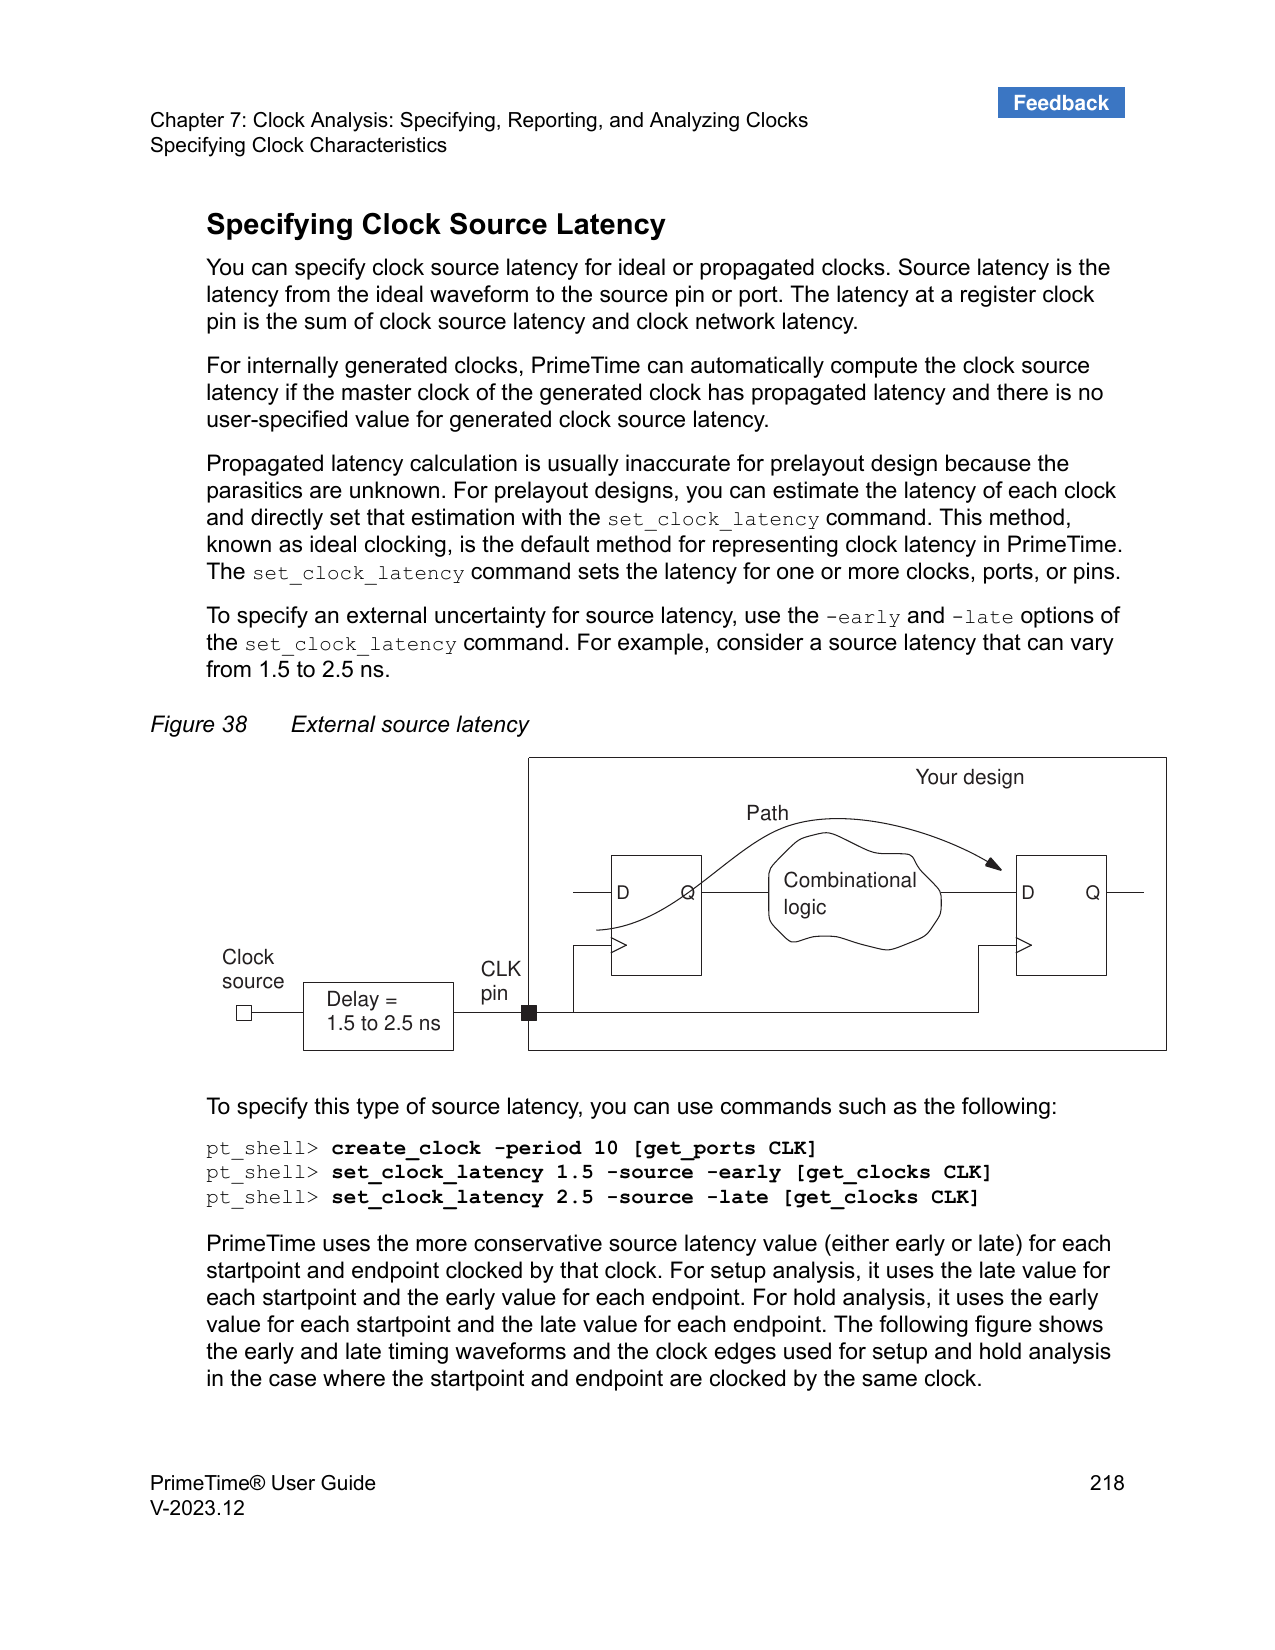 Feedback
Chapter 7: Clock Analysis: Specifying, Reporting, and Analyzing Clocks
Specifying Clock Characteristics
Specifying Clock Source Latency
You can specify clock source latency for ideal or propagated clocks. Source latency is the
latency from the ideal waveform to the source pin or port. The latency at a register clock
pin is the sum of clock source latency and clock network latency.
For internally generated clocks, PrimeTime can automatically compute the clock source
latency if the master clock of the generated clock has propagated latency and there is no
user-specified value for generated clock source latency.
Propagated latency calculation is usually inaccurate for prelayout design because the
parasitics are unknown. For prelayout designs, you can estimate the latency of each clock
and directly set that estimation with the set_clock_latency command. This method,
known as ideal clocking, is the default method for representing clock latency in PrimeTime.
The set_clock_latency command sets the latency for one or more clocks, ports, or pins.
To specify an external uncertainty for source latency, use the -early and -late options of
the set_clock_latency command. For example, consider a source latency that can vary
from 1.5 to 2.5 ns.
Figure 38 External source latency
Your design
Path
D Q
Combinational
logic
D Q
Clock
source
Delay =
1.5 to 2.5 ns
CLK
pin
To specify this type of source latency, you can use commands such as the following:
pt_shell> create_clock -period 10 [get_ports CLK]
pt_shell> set_clock_latency 1.5 -source -early [get_clocks CLK]
pt_shell> set_clock_latency 2.5 -source -late [get_clocks CLK]
PrimeTime uses the more conservative source latency value (either early or late) for each
startpoint and endpoint clocked by that clock. For setup analysis, it uses the late value for
each startpoint and the early value for each endpoint. For hold analysis, it uses the early
value for each startpoint and the late value for each endpoint. The following figure shows
the early and late timing waveforms and the clock edges used for setup and hold analysis
in the case where the startpoint and endpoint are clocked by the same clock.
PrimeTime® User Guide 218
V-2023.12